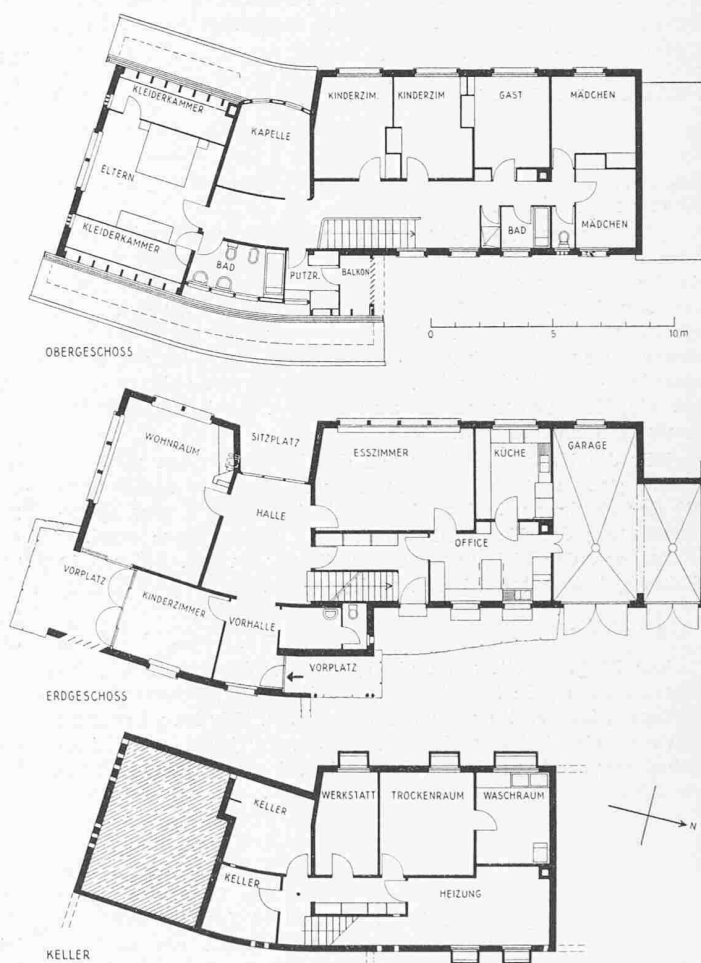 KLEIDERKAMMER
KINDERZIM.
KINDERZIM
GAST
MÄDCHEN
KAPELLE
ELTERN
KLEIDERKAMMER
BAD
PUTZR.
BALKON
BAD
MÄDCHEN
0 5 10 m
OBERGESCHOSS
WOHNRAUM
SITZPLATZ
ESSZIMMER
KÜCHE
GARAGE
HALLE
OFFICE
VORPLATZ
KINDERZIMMER
VORHALLE
VORPLATZ
ERDGESCHOSS
KELLER
WERKSTATT
TROCKENRAUM
WASCHRAUM
N
KELLER
HEIZUNG
KELLER